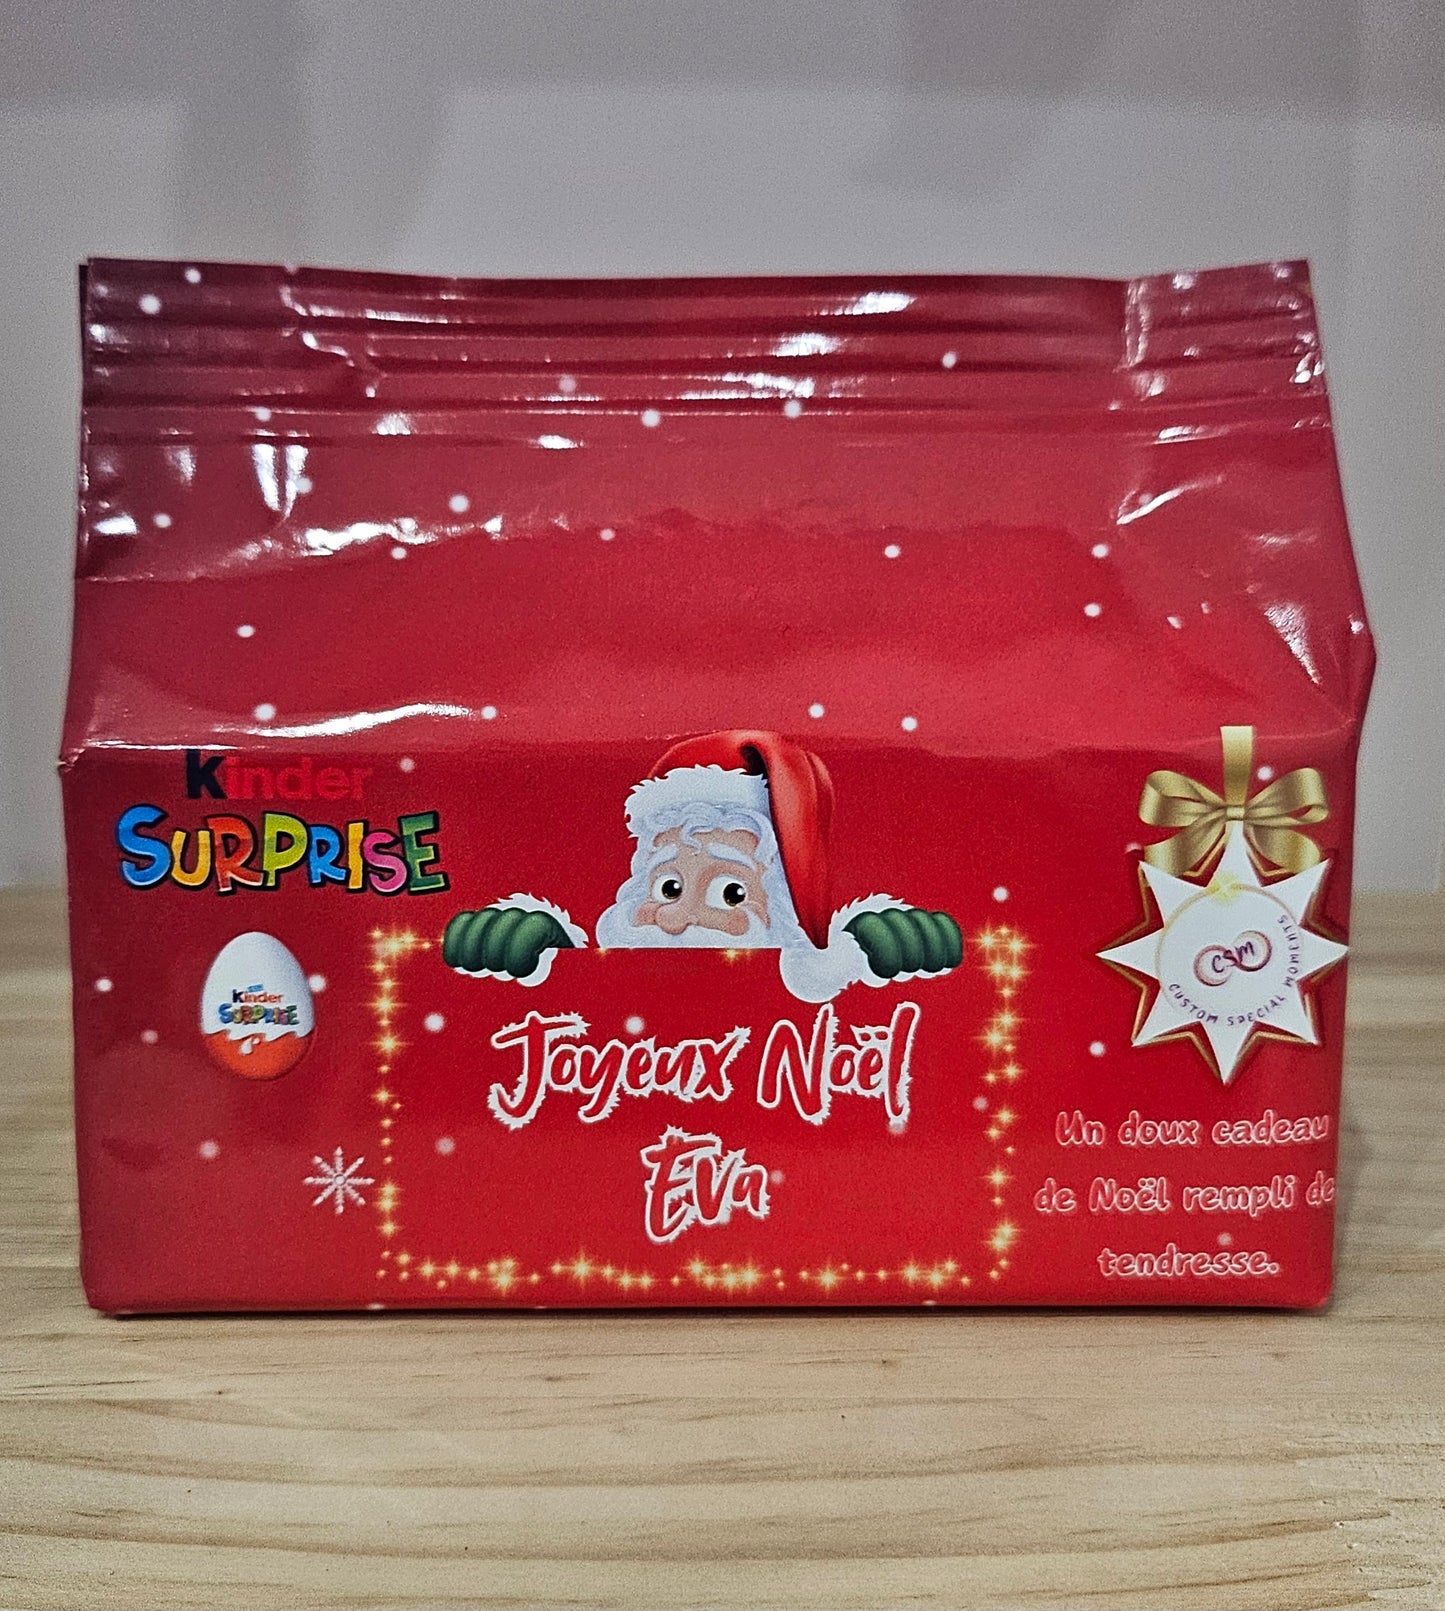 Kinder
SURPRISE
Kinder
SURPRISE
Joyeux Noël
Eva
CSM
CUSTOM SPECIAL MOMENTS
Un doux cadeau
de Noël rempli de
tendresse.